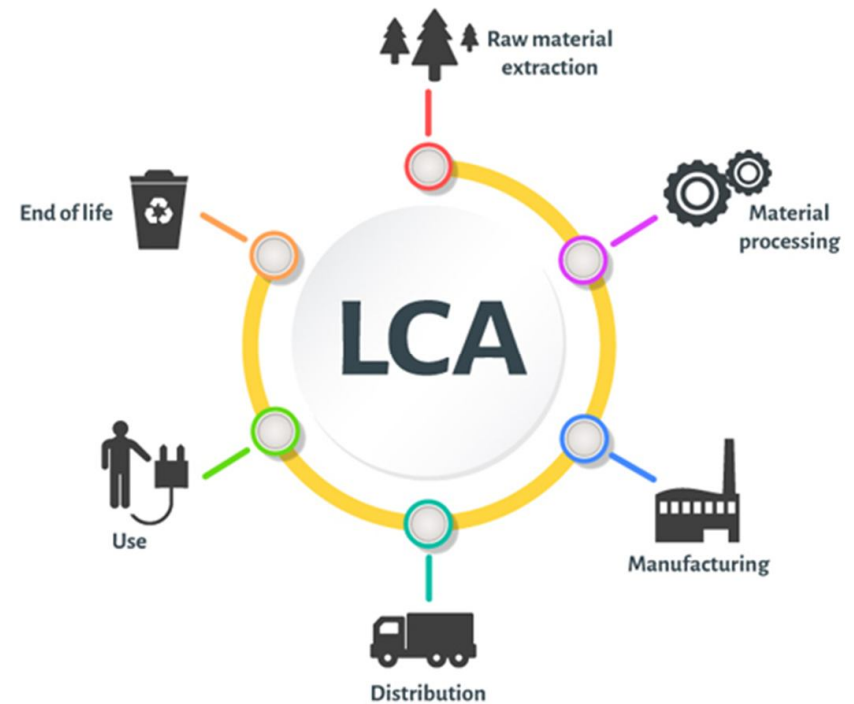 Raw material
extraction
Material
processing
Manufacturing
Distribution
Use
End of life
LCA